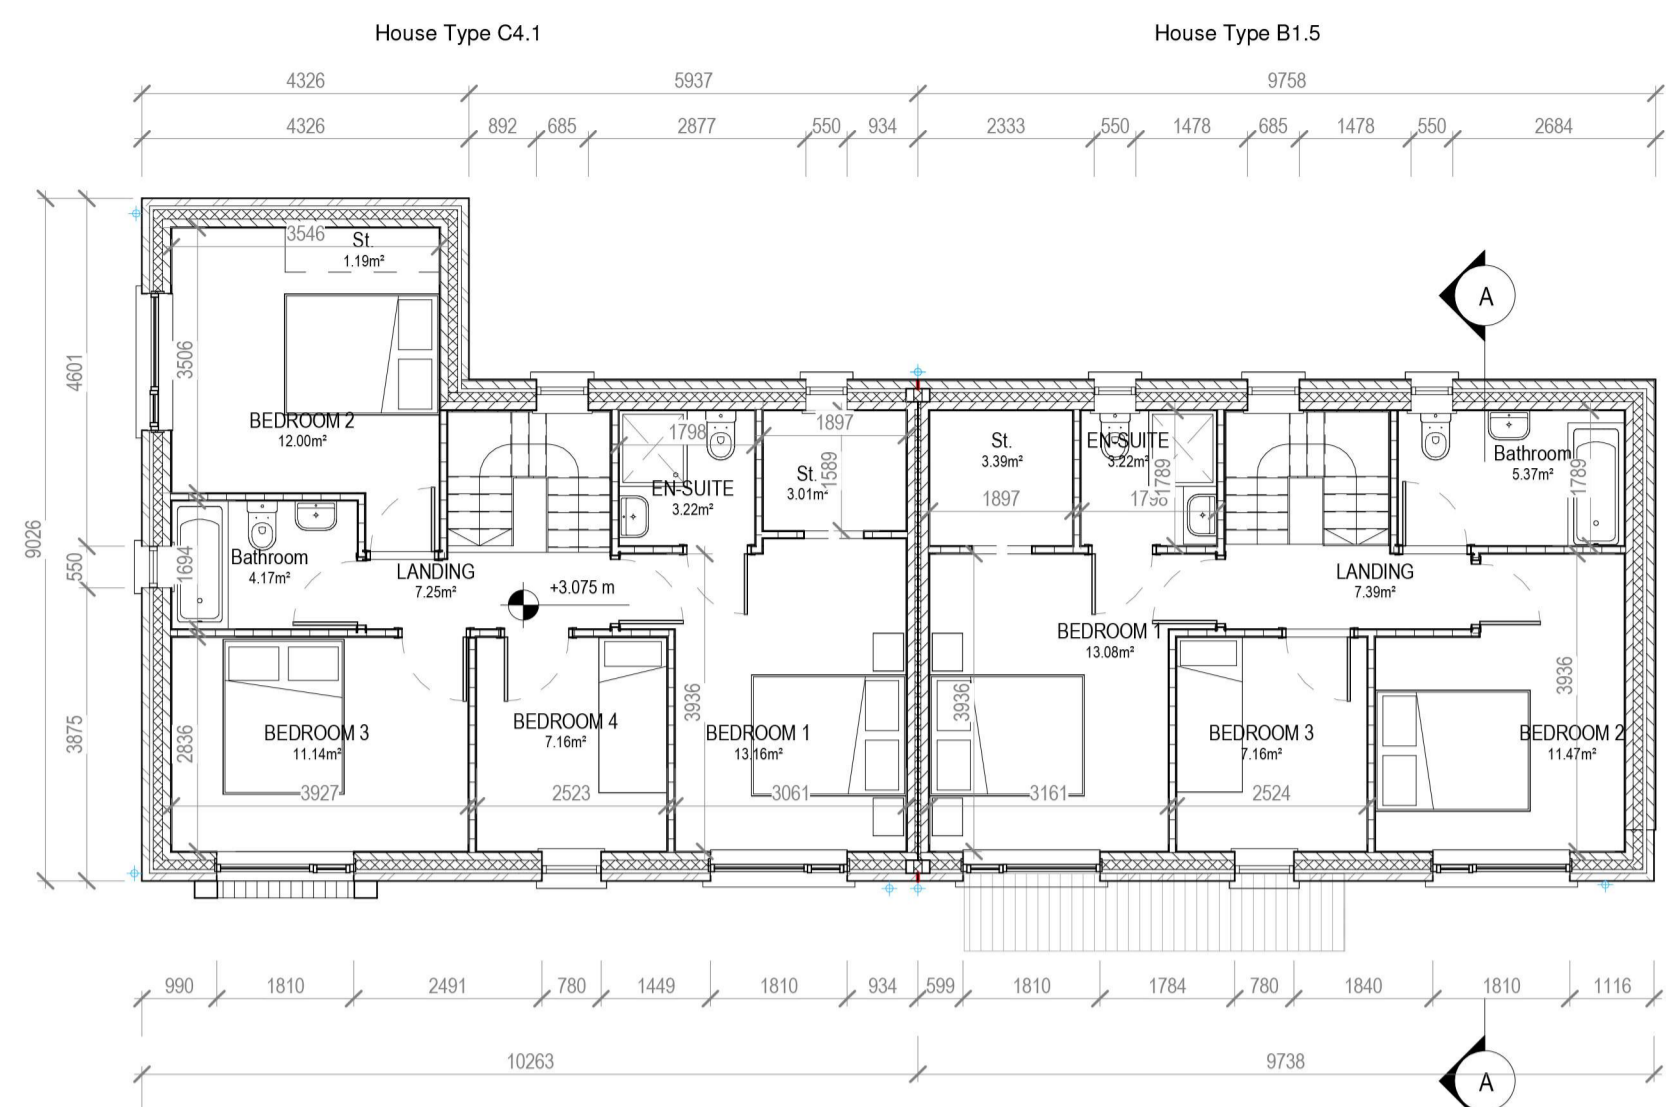 House Type C4.1
House Type B1.5
4326
5937
9758
4326
892
685
2877
550
934
2333
550
1478
685
1478
550
2684
9026
4601
550
3875
3546
St.
1.19m²
3506
BEDROOM 2
12.00m²
1798
1897
EN-SUITE
3.22m²
St.
3.01m²
1589
St.
3.39m²
1897
EN-SUITE
3.22m²
1789
1798
Bathroom
5.37m²
1789
A
Bathroom
4.17m²
1694
LANDING
7.25m²
+3.075 m
LANDING
7.39m²
BEDROOM 1
13.08m²
BEDROOM 3
11.14m²
2836
3927
BEDROOM 4
7.16m²
2523
3936
BEDROOM 1
13.16m²
3061
3936
3161
BEDROOM 3
7.16m²
2524
3936
BEDROOM 2
11.47m²
990
1810
2491
780
1449
1810
934
599
1810
1784
780
1840
1810
1116
10263
9738
A